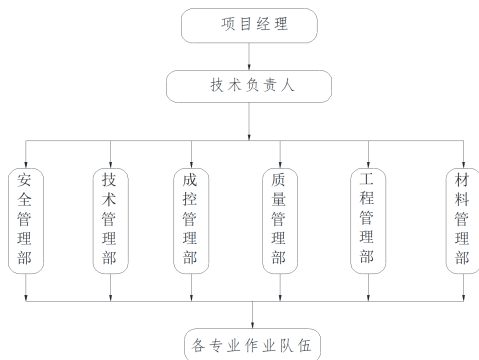 项目经理
技术负责人
安全管理部
技术管理部
成控管理部
质量管理部
工程管理部
材料管理部
各专业作业队伍